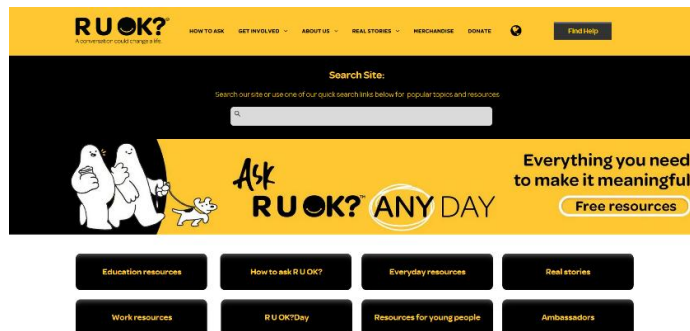 R U OK?
A conversation could change a life.
HOW TO ASK GET INVOLVED ABOUT US REAL STORIES MERCHANDISE DONATE Find Help
Search Site:
Search our site or use one of our quick search links below for popular topics and resources
Ask
R U OK?™ ANY DAY
Everything you need
to make it meaningful
Free resources
Education resources How to ask R U OK? Everyday resources Real stories
Work resources R U OK?Day Resources for young people Ambassadors